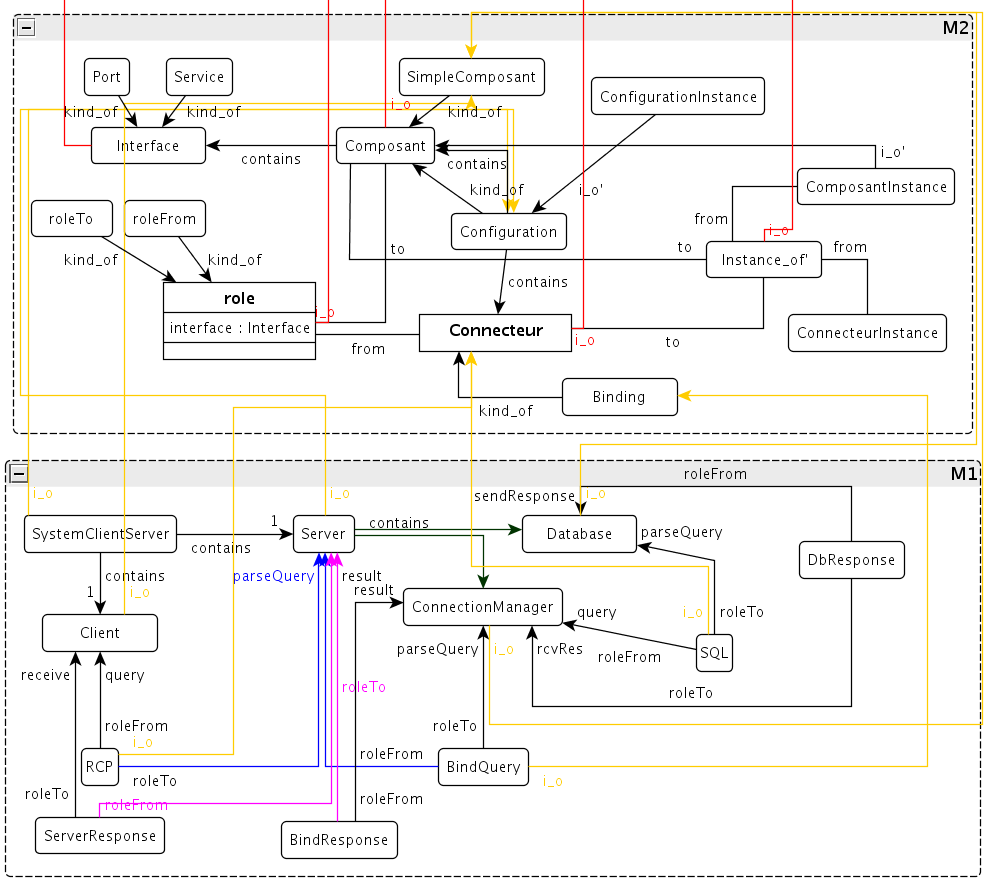 M2
Port
Service
SimpleComposant
ConfigurationInstance
kind_of
kind_of
i_o
kind_of
Interface
Composant
contains
contains
i_o'
kind_of
i_o'
ComposantInstance
roleTo
roleFrom
Configuration
from
i_o
kind_of
kind_of
to
to
Instance_of'
from
contains
role
i_o
interface : Interface
Connecteur
i_o
ConnecteurInstance
from
to
Binding
kind_of
M1
roleFrom
i_o
i_o
sendResponse
i_o
SystemClientServer
1
Server
contains
Database
parseQuery
contains
DbResponse
contains
parseQuery
result
1
i_o
result
ConnectionManager
query
i_o
roleTo
Client
parseQuery
i_o
rcvRes
roleFrom
SQL
receive
query
roleTo
roleTo
roleFrom
roleTo
i_o
roleFrom
RCP
roleTo
BindQuery
i_o
roleTo
roleFrom
roleFrom
ServerResponse
BindResponse